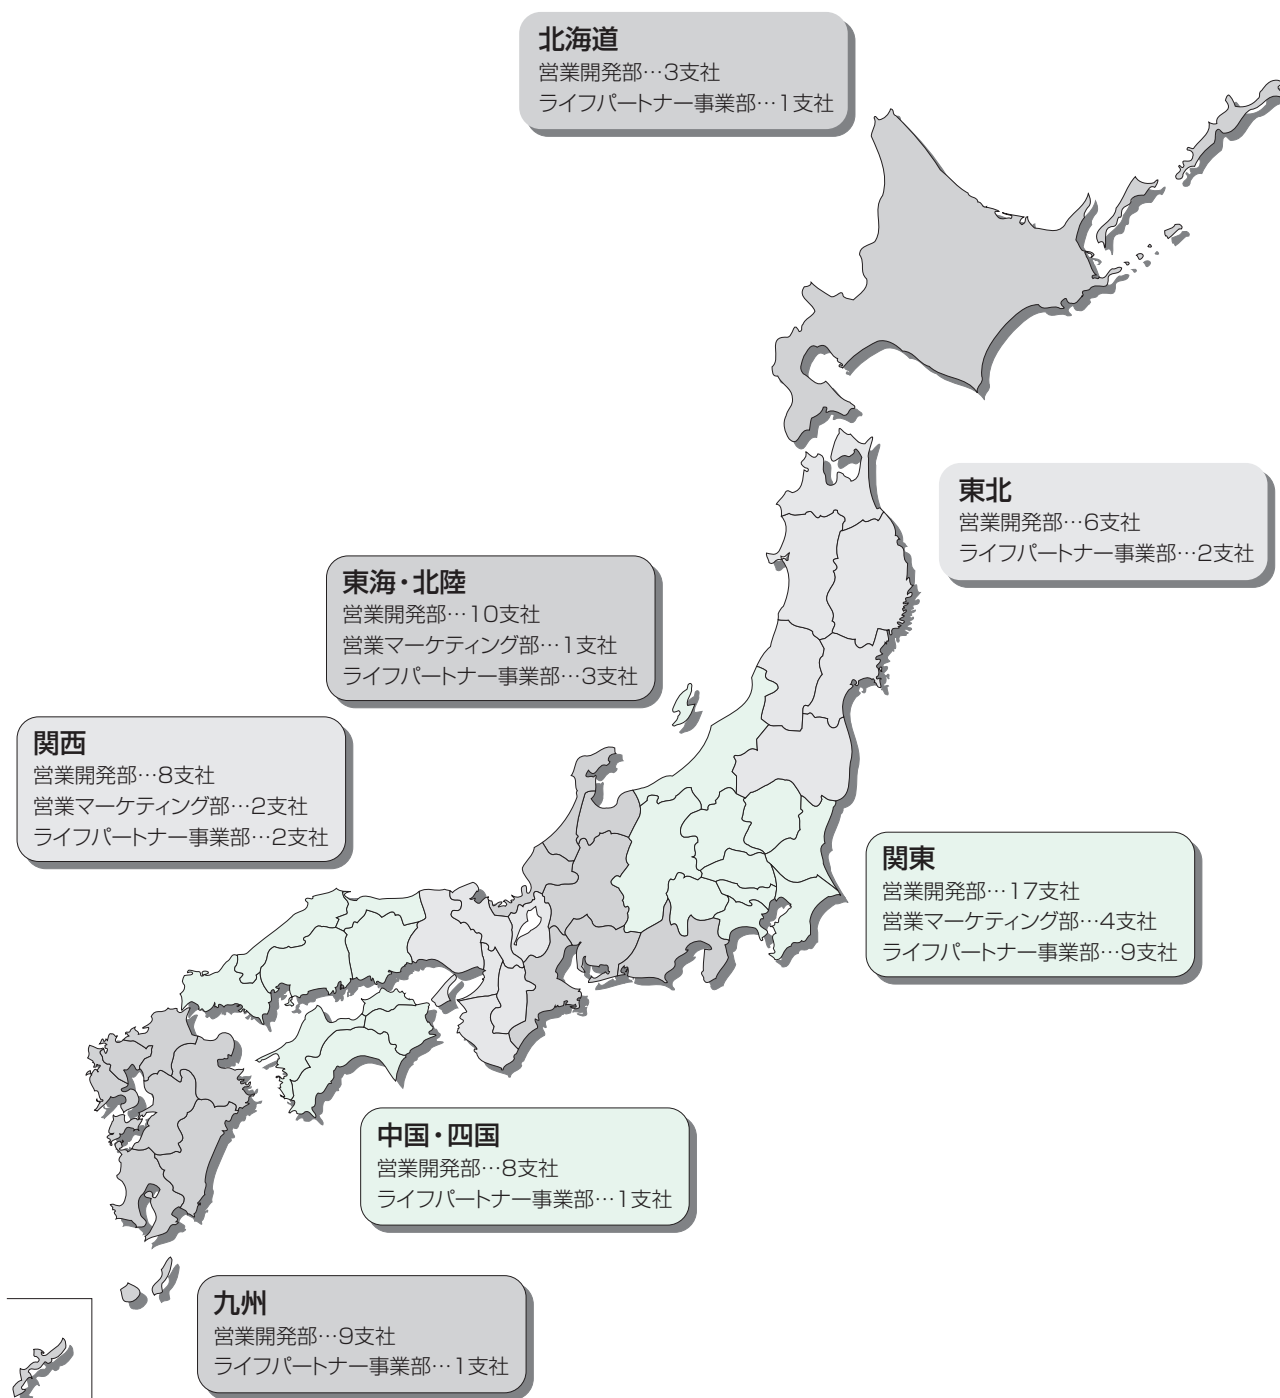 北海道
営業開発部…3支社
ライフパートナー事業部…1支社
東北
営業開発部…6支社
ライフパートナー事業部…2支社
東海・北陸
営業開発部…10支社
営業マーケティング部…1支社
ライフパートナー事業部…3支社
関西
営業開発部…8支社
営業マーケティング部…2支社
ライフパートナー事業部…2支社
関東
営業開発部…17支社
営業マーケティング部…4支社
ライフパートナー事業部…9支社
中国・四国
営業開発部…8支社
ライフパートナー事業部…1支社
九州
営業開発部…9支社
ライフパートナー事業部…1支社